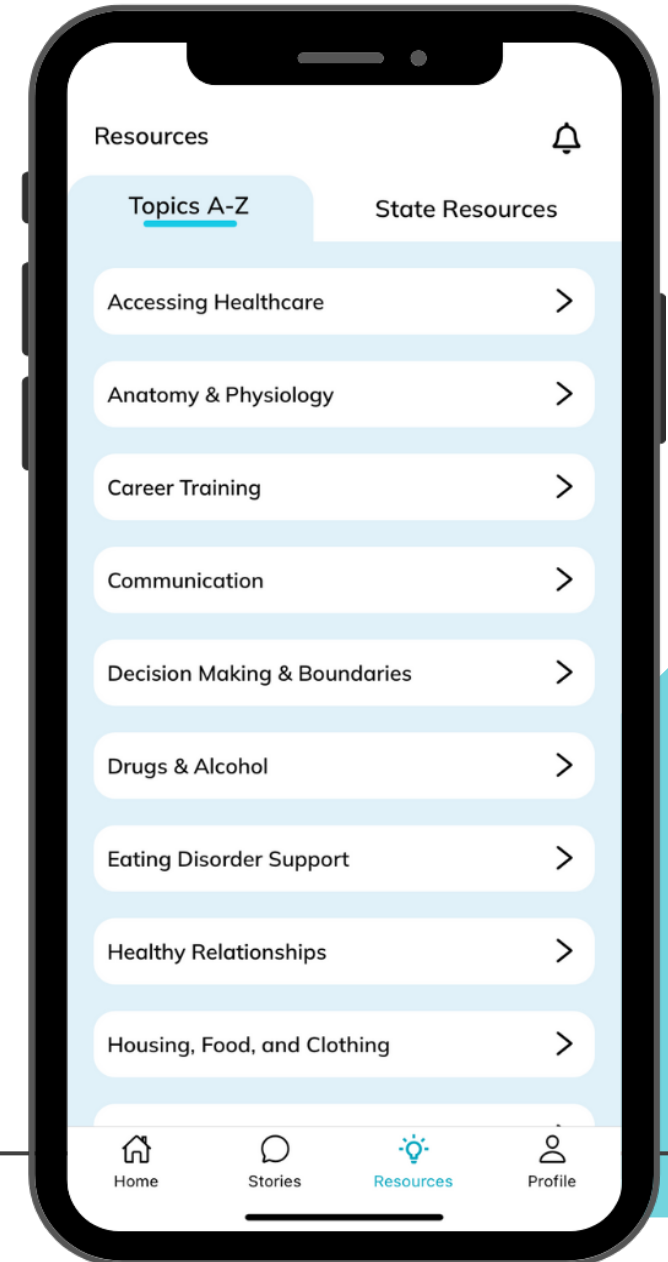 Resources
Topics A-Z
State Resources
Accessing Healthcare
Anatomy & Physiology
Career Training
Communication
Decision Making & Boundaries
Drugs & Alcohol
Eating Disorder Support
Healthy Relationships
Housing, Food, and Clothing
Home
Stories
Resources
Profile